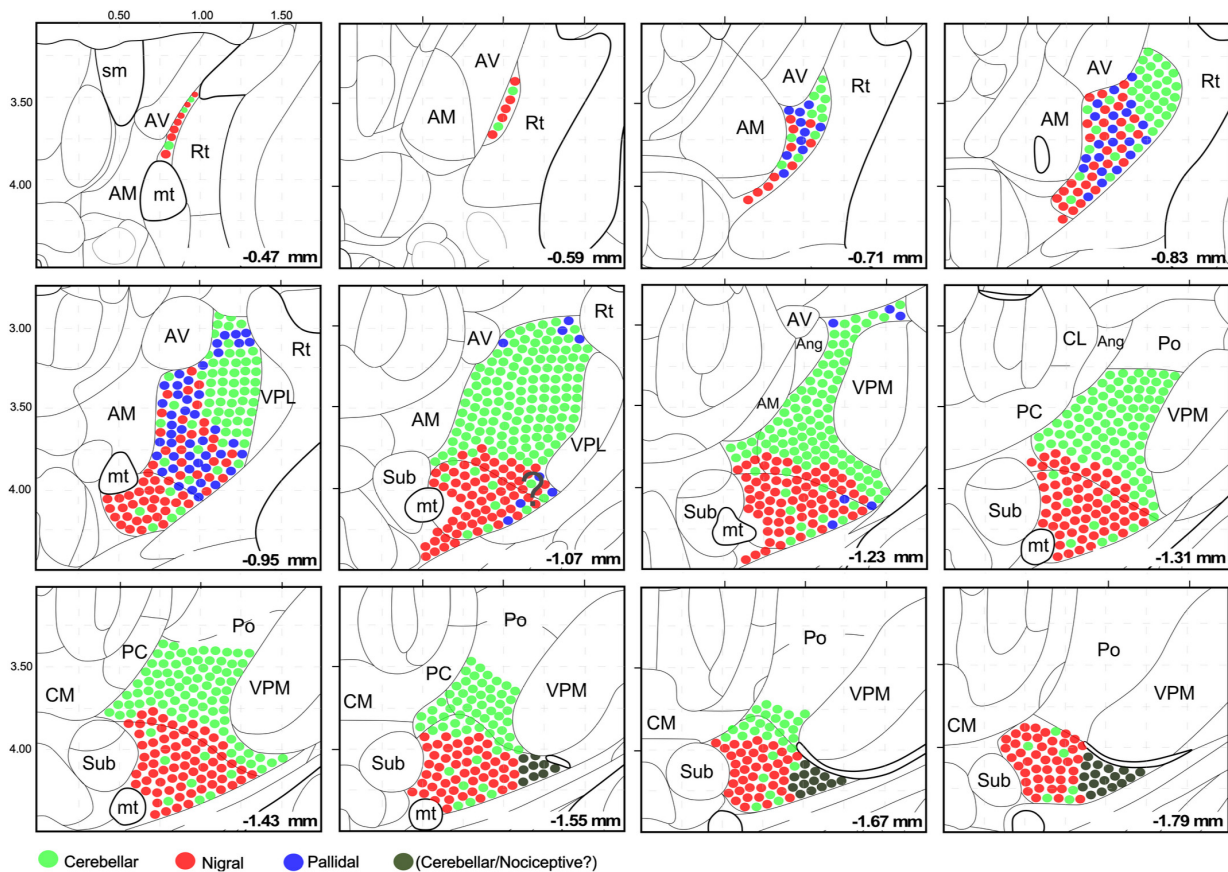 0.50 1.00 1.50
sm
AV
Rt
AM
mt
3.50
4.00
-0.47 mm
AV
AM
Rt
-0.59 mm
AV
AM
Rt
-0.71 mm
AV
AM
Rt
-0.83 mm
3.00
3.50
4.00
AV
Rt
AM
VPL
mt
-0.95 mm
Rt
AV
AM
VPL
Sub
mt
?
-1.07 mm
AV
Ang
VPM
AM
Sub
mt
-1.23 mm
CL
Ang
Po
PC
VPM
Sub
mt
-1.31 mm
3.50
4.00
Po
PC
CM
VPM
Sub
mt
-1.43 mm
Po
PC
CM
VPM
Sub
mt
-1.55 mm
Po
VPM
CM
Sub
-1.67 mm
Po
VPM
CM
Sub
-1.79 mm
Cerebellar Nigral Pallidal (Cerebellar/Nociceptive?)